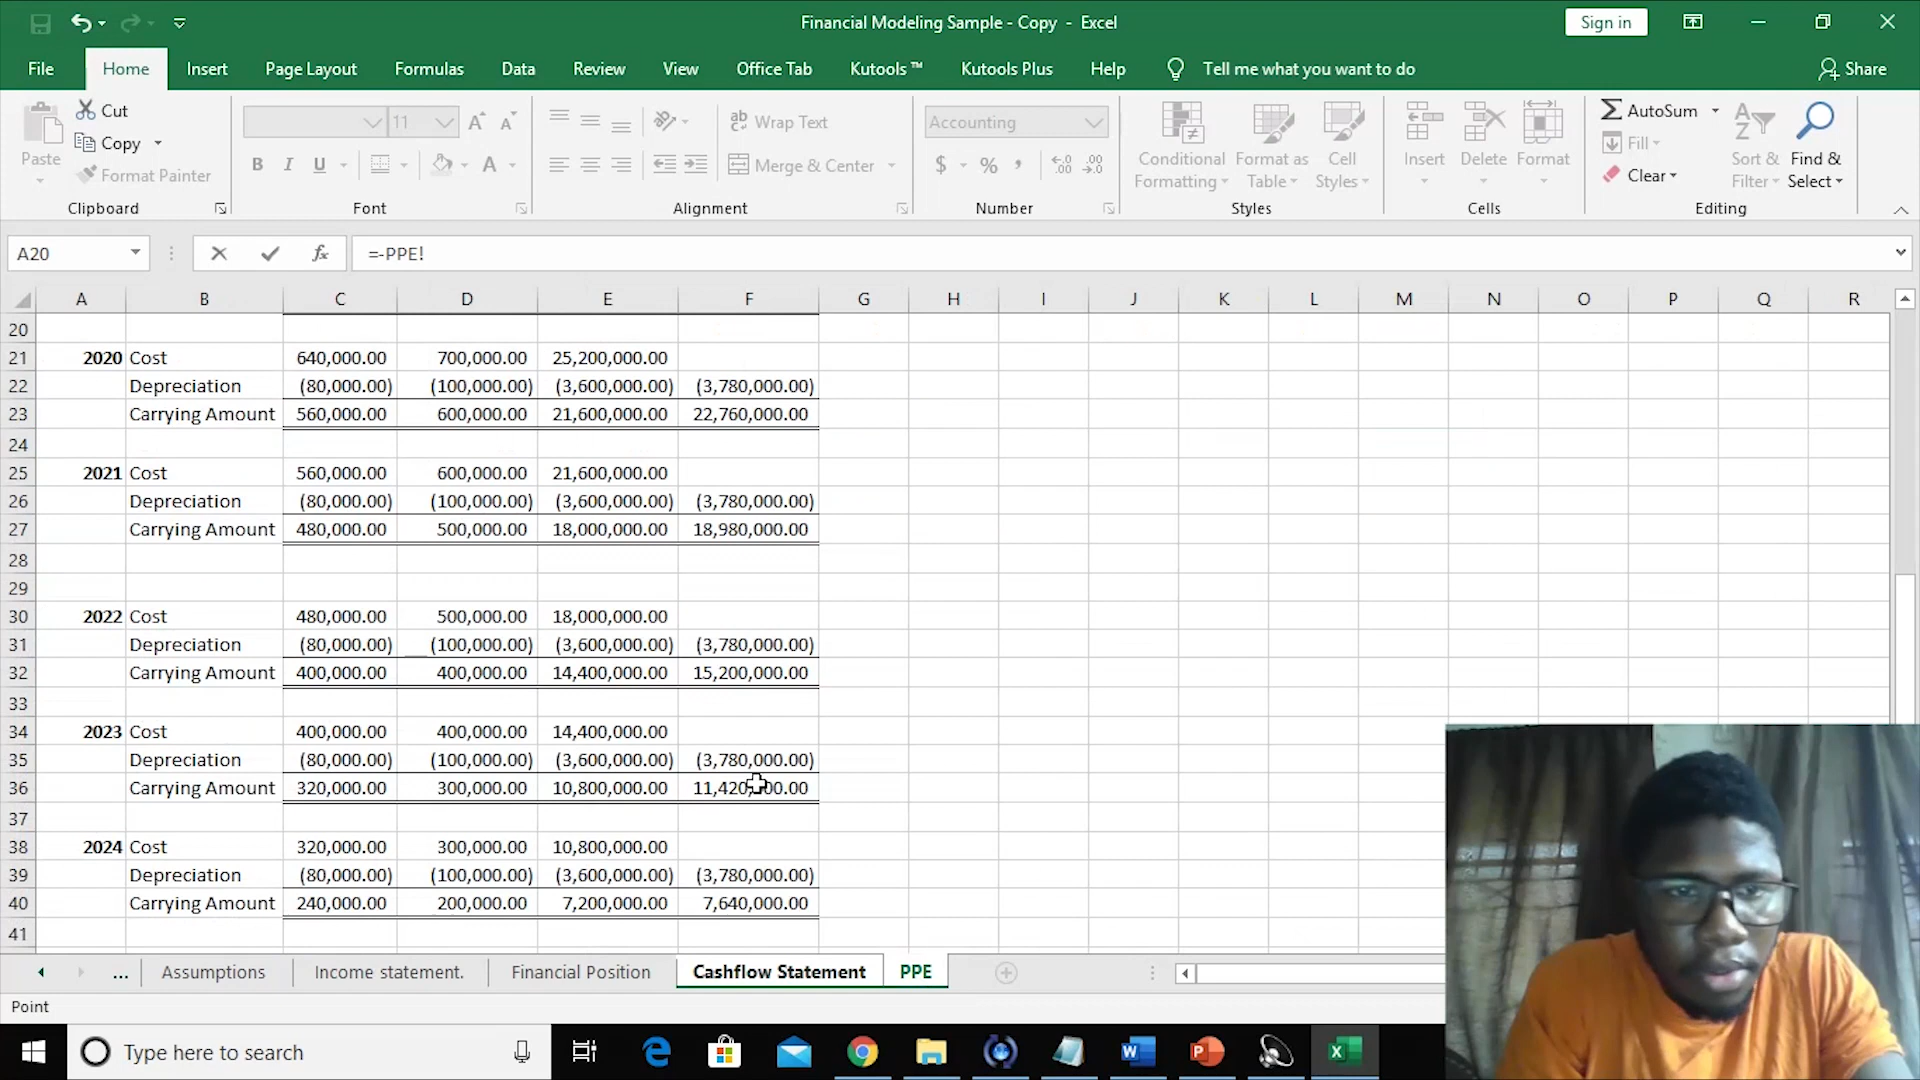 Financial Modeling Sample - Copy - Excel
Sign in
File Home Insert Page Layout Formulas Data Review View Office Tab Kutools ™ Kutools Plus Help Tell me what you want to do Share
Paste Cut Copy Format Painter Clipboard
11 B I U A A A Font
ab Wrap Text Merge & Center Alignment
Accounting $ % , .0 .00 Number
Conditional Formatting Format as Table Cell Styles Styles
Insert Delete Format Cells
AutoSum Fill Clear Sort & Filter Find & Select Editing
A20 fx =-PPE!
A B C D E F G H I J K L M N O P Q R
20
21 2020 Cost 640,000.00 700,000.00 25,200,000.00
22 Depreciation (80,000.00) (100,000.00) (3,600,000.00) (3,780,000.00)
23 Carrying Amount 560,000.00 600,000.00 21,600,000.00 22,760,000.00
24
25 2021 Cost 560,000.00 600,000.00 21,600,000.00
26 Depreciation (80,000.00) (100,000.00) (3,600,000.00) (3,780,000.00)
27 Carrying Amount 480,000.00 500,000.00 18,000,000.00 18,980,000.00
28
29
30 2022 Cost 480,000.00 500,000.00 18,000,000.00
31 Depreciation (80,000.00) (100,000.00) (3,600,000.00) (3,780,000.00)
32 Carrying Amount 400,000.00 400,000.00 14,400,000.00 15,200,000.00
33
34 2023 Cost 400,000.00 400,000.00 14,400,000.00
35 Depreciation (80,000.00) (100,000.00) (3,600,000.00) (3,780,000.00)
36 Carrying Amount 320,000.00 300,000.00 10,800,000.00 11,420,000.00
37
38 2024 Cost 320,000.00 300,000.00 10,800,000.00
39 Depreciation (80,000.00) (100,000.00) (3,600,000.00) (3,780,000.00)
40 Carrying Amount 240,000.00 200,000.00 7,200,000.00 7,640,000.00
41
... Assumptions Income statement. Financial Position Cashflow Statement PPE
Point
Type here to search